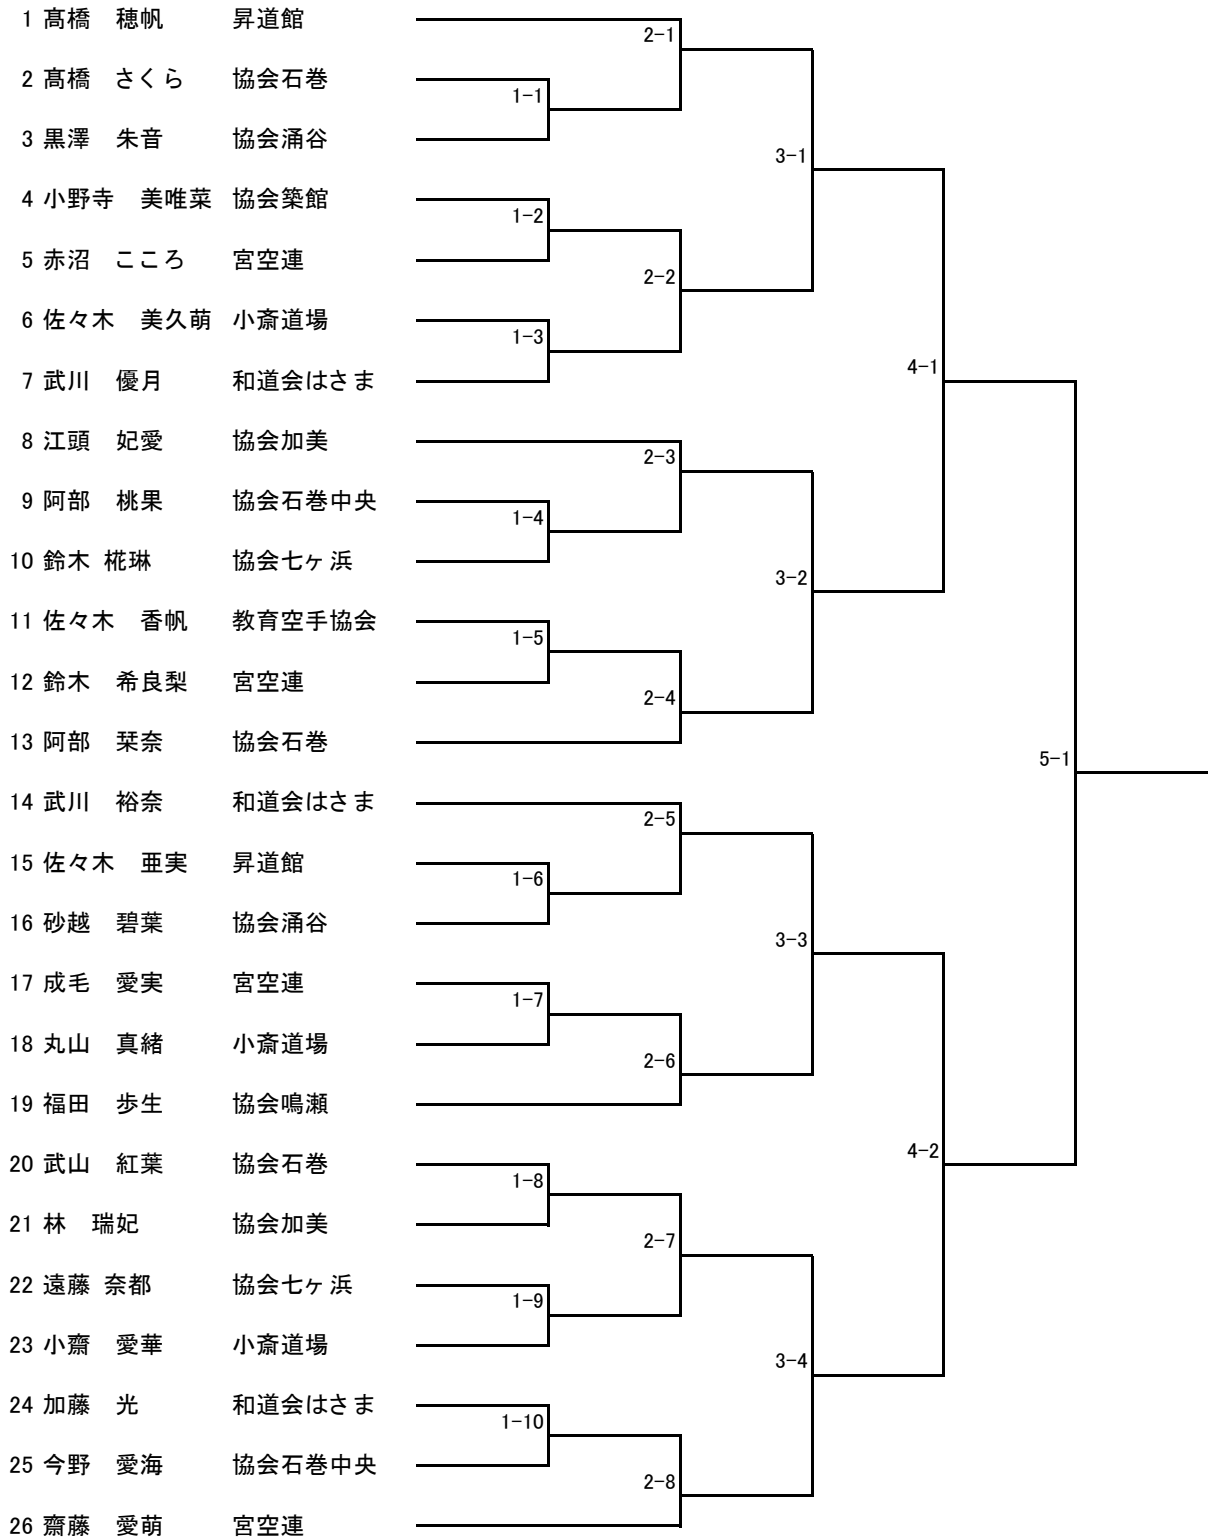 1 髙橋　穂帆　昇道館
2-1
2 髙橋　さくら　協会石巻
1-1
3 黒澤　朱音　協会涌谷
3-1
4 小野寺　美唯菜　協会築館
1-2
5 赤沼　こころ　宮空連
2-2
6 佐々木　美久萌　小斎道場
1-3
7 武川　優月　和道会はさま
4-1
8 江頭　妃愛　協会加美
2-3
9 阿部　桃果　協会石巻中央
1-4
10 鈴木 椛琳　協会七ヶ浜
3-2
11 佐々木　香帆　教育空手協会
1-5
12 鈴木　希良梨　宮空連
2-4
13 阿部　栞奈　協会石巻
5-1
14 武川　裕奈　和道会はさま
2-5
15 佐々木　亜実　昇道館
1-6
16 砂越　碧葉　協会涌谷
3-3
17 成毛　愛実　宮空連
1-7
18 丸山　真緒　小斎道場
2-6
19 福田　歩生　協会鳴瀬
4-2
20 武山　紅葉　協会石巻
1-8
21 林　瑞妃　協会加美
2-7
22 遠藤 奈都　協会七ヶ浜
1-9
23 小齋　愛華　小斎道場
3-4
24 加藤　光　和道会はさま
1-10
25 今野　愛海　協会石巻中央
2-8
26 齋藤　愛萌　宮空連